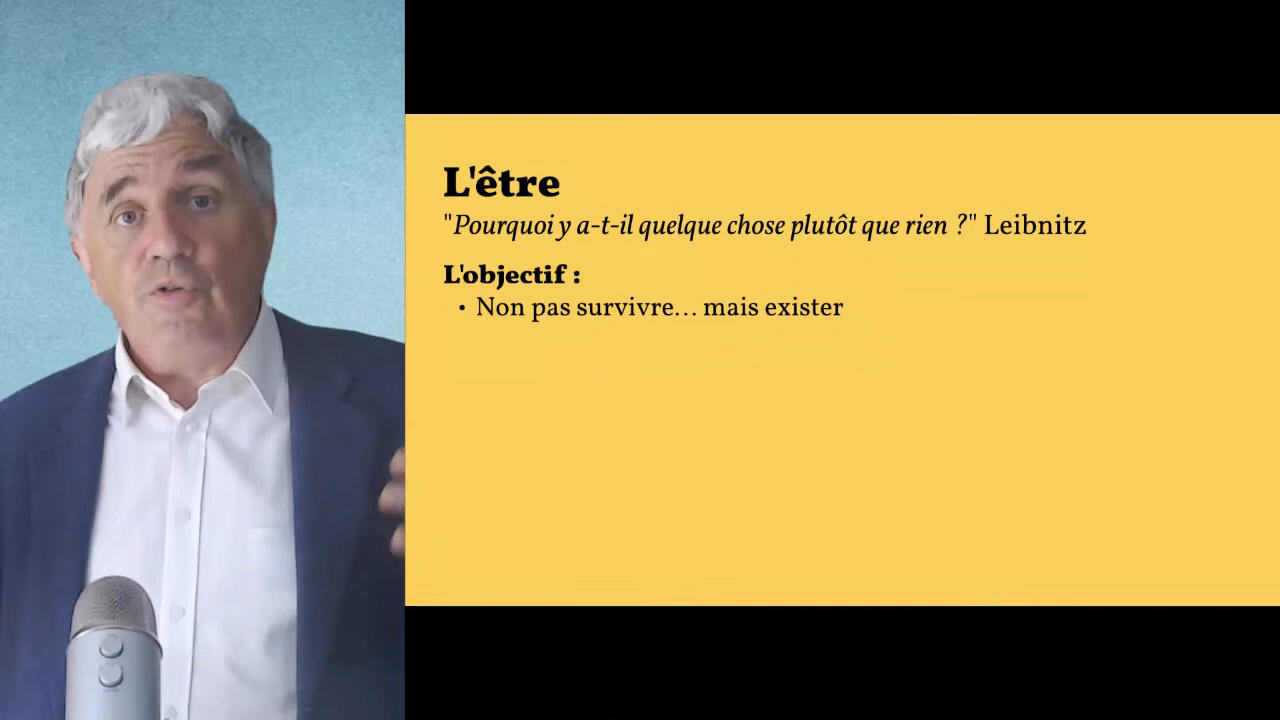 L'être
"Pourquoi y a-t-il quelque chose plutôt que rien ?" Leibnitz
L'objectif :
• Non pas survivre... mais exister